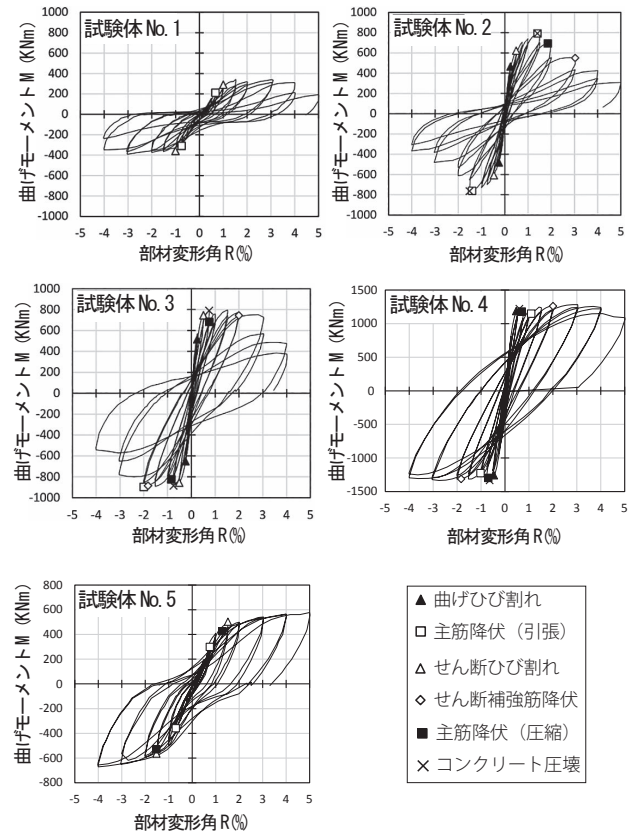 試験体 No. 1
曲げモーメント M (KNm)
1000
800
600
400
200
0
-200
-400
-600
-800
-1000
-5 -4 -3 -2 -1 0 1 2 3 4 5
部材変形角 R(%)
試験体 No. 2
曲げモーメント M (KNm)
1000
800
600
400
200
0
-200
-400
-600
-800
-1000
-5 -4 -3 -2 -1 0 1 2 3 4 5
部材変形角 R(%)
試験体 No. 3
曲げモーメント M (KNm)
1000
800
600
400
200
0
-200
-400
-600
-800
-1000
-5 -4 -3 -2 -1 0 1 2 3 4 5
部材変形角 R(%)
試験体 No. 4
曲げモーメント M (KNm)
1500
1000
500
0
-500
-1000
-1500
-5 -4 -3 -2 -1 0 1 2 3 4 5
部材変形角 R(%)
試験体 No. 5
曲げモーメント M (KNm)
800
600
400
200
0
-200
-400
-600
-800
-5 -4 -3 -2 -1 0 1 2 3 4 5
部材変形角 R(%)
▲ 曲げひび割れ
□ 主筋降伏（引張）
△ せん断ひび割れ
◇ せん断補強筋降伏
■ 主筋降伏（圧縮）
× コンクリート圧壊